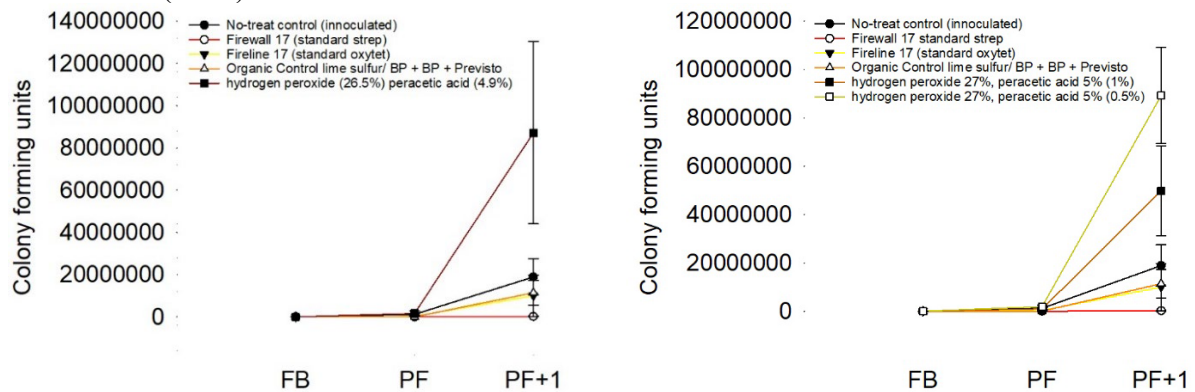 140000000
120000000
100000000
80000000
60000000
40000000
20000000
0
Colony forming units
No-treat control (innoculated)
Firewall 17 (standard strep)
Fireline 17 (standard oxytet)
Organic Control lime sulfur/ BP + BP + Previsto
hydrogen peroxide (26.5%) peracetic acid (4.9%)
FB PF PF+1
120000000
100000000
80000000
60000000
40000000
20000000
0
Colony forming units
No-treat control (innoculated)
Firewall 17 (standard strep)
Fireline 17 (standard oxytet)
Organic Control lime sulfur/ BP + BP + Previsto
hydrogen peroxide 27%, peracetic acid 5% (1%)
hydrogen peroxide 27%, peracetic acid 5% (0.5%)
FB PF PF+1